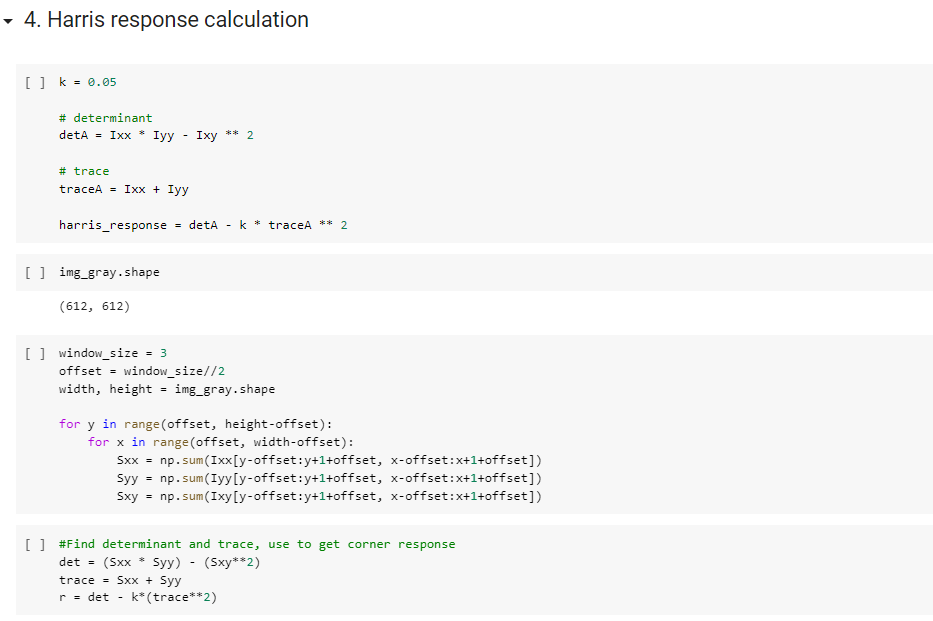 4. Harris response calculation
[ ] k = 0.05
# determinant
detA = Ixx * Iyy - Ixy ** 2
# trace
traceA = Ixx + Iyy
harris_response = detA - k * traceA ** 2
[ ] img_gray.shape
(612, 612)
[ ] window_size = 3
offset = window_size//2
width, height = img_gray.shape
for y in range(offset, height-offset):
    for x in range(offset, width-offset):
        Sxx = np.sum(Ixx[y-offset:y+1+offset, x-offset:x+1+offset])
        Syy = np.sum(Iyy[y-offset:y+1+offset, x-offset:x+1+offset])
        Sxy = np.sum(Ixy[y-offset:y+1+offset, x-offset:x+1+offset])
[ ] #Find determinant and trace, use to get corner response
det = (Sxx * Syy) - (Sxy**2)
trace = Sxx + Syy
r = det - k*(trace**2)